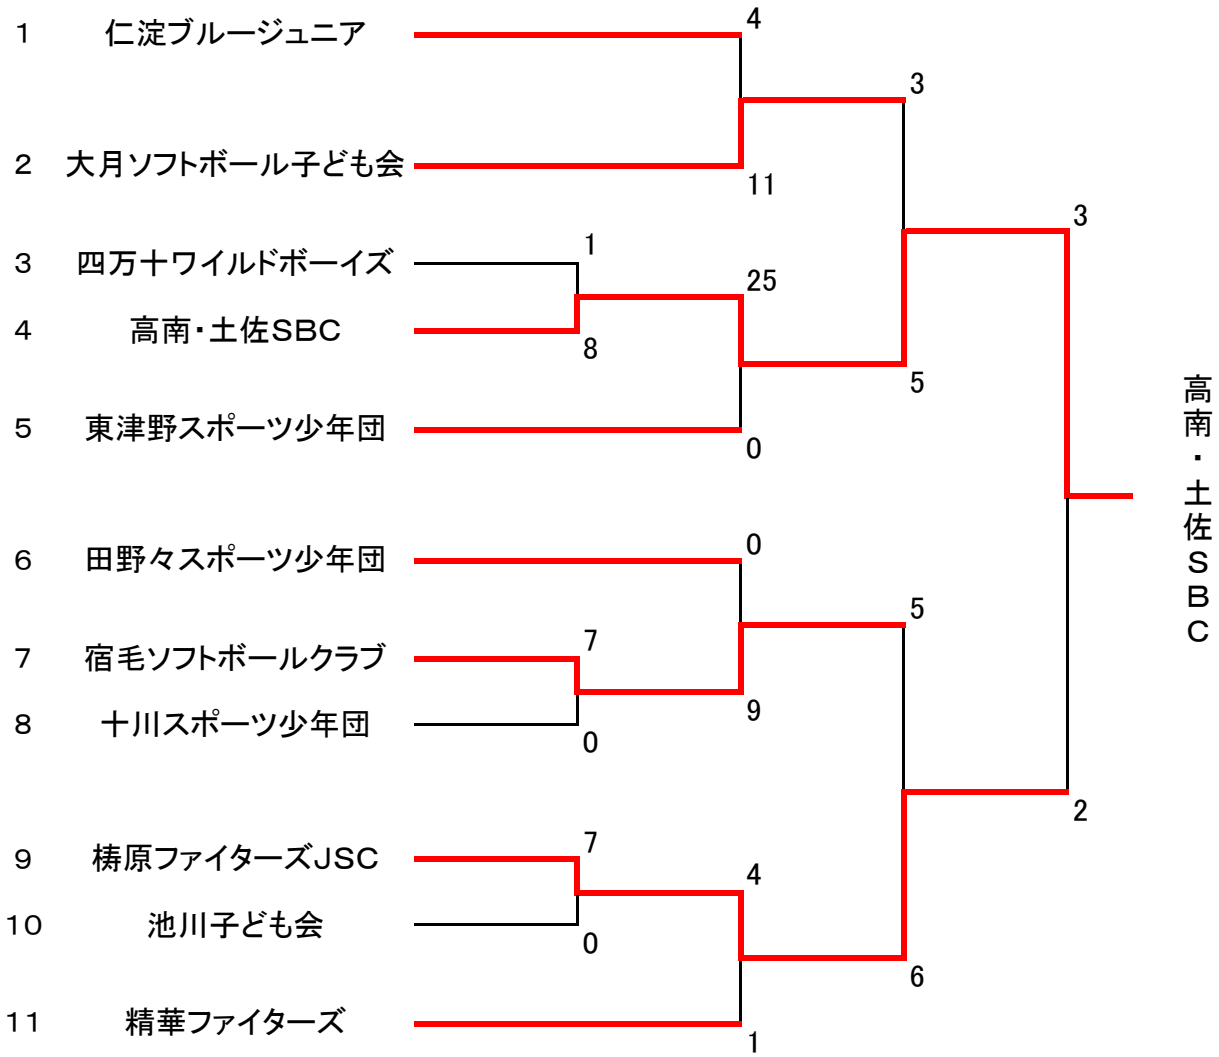 1 仁淀ブルージュニア 4
3
2 大月ソフトボール子ども会 11
3
3 四万十ワイルドボーイズ 1
25
4 高南・土佐SBC 8
5
5 東津野スポーツ少年団 0
高南・土佐SBC
6 田野々スポーツ少年団 0
5
7 宿毛ソフトボールクラブ 7
9
8 十川スポーツ少年団 0
2
9 梼原ファイターズJSC 7
4
10 池川子ども会 0
6
11 精華ファイターズ 1